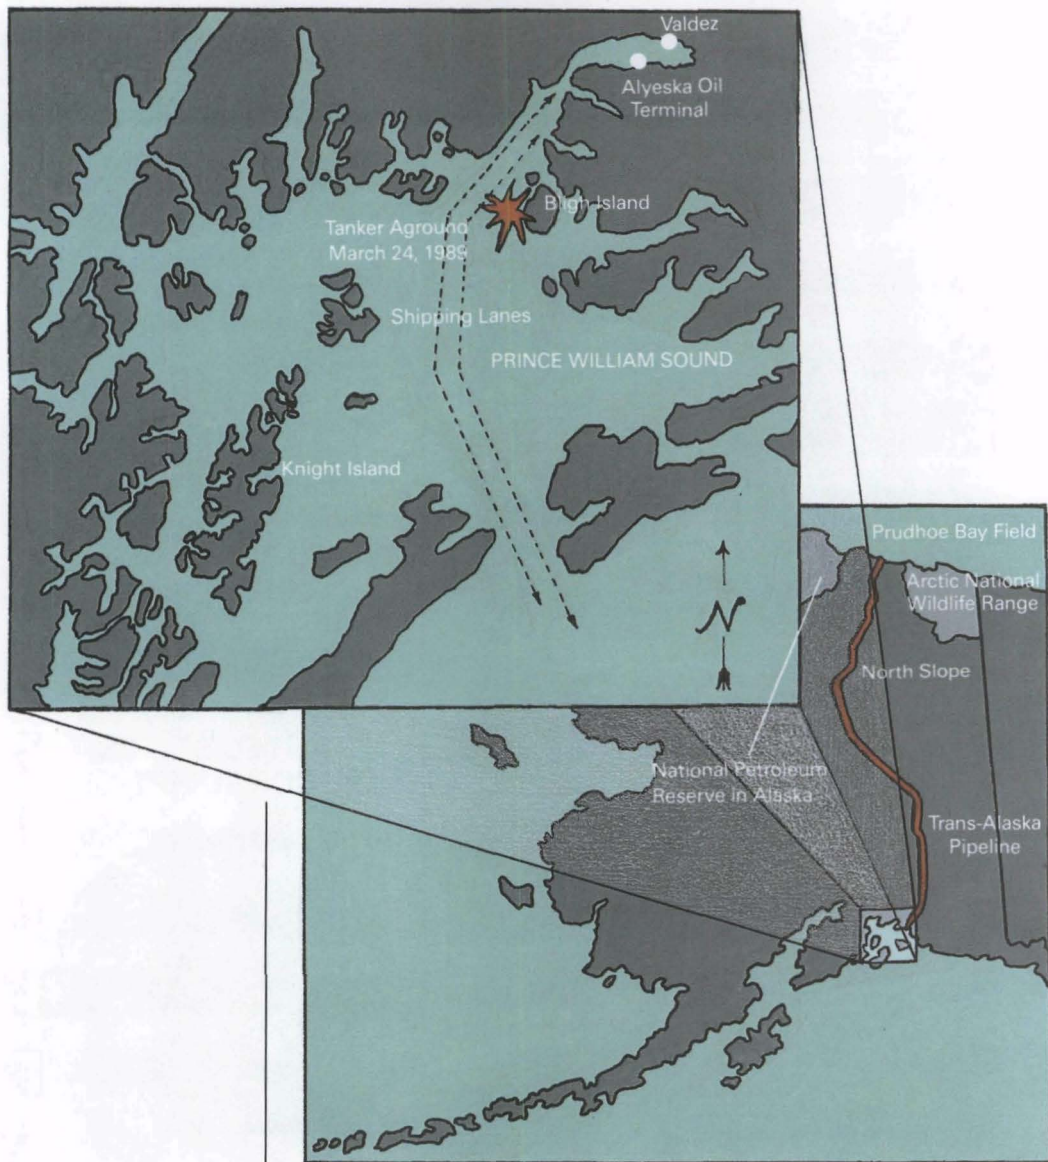 Valdez
Alyeska Oil
Terminal
Bligh Island
Tanker Aground
March 24, 1989
Shipping Lanes
PRINCE WILLIAM SOUND
Knight Island
N
Prudhoe Bay Field
Arctic National
Wildlife Range
North Slope
National Petroleum
Reserve in Alaska
Trans-Alaska
Pipeline